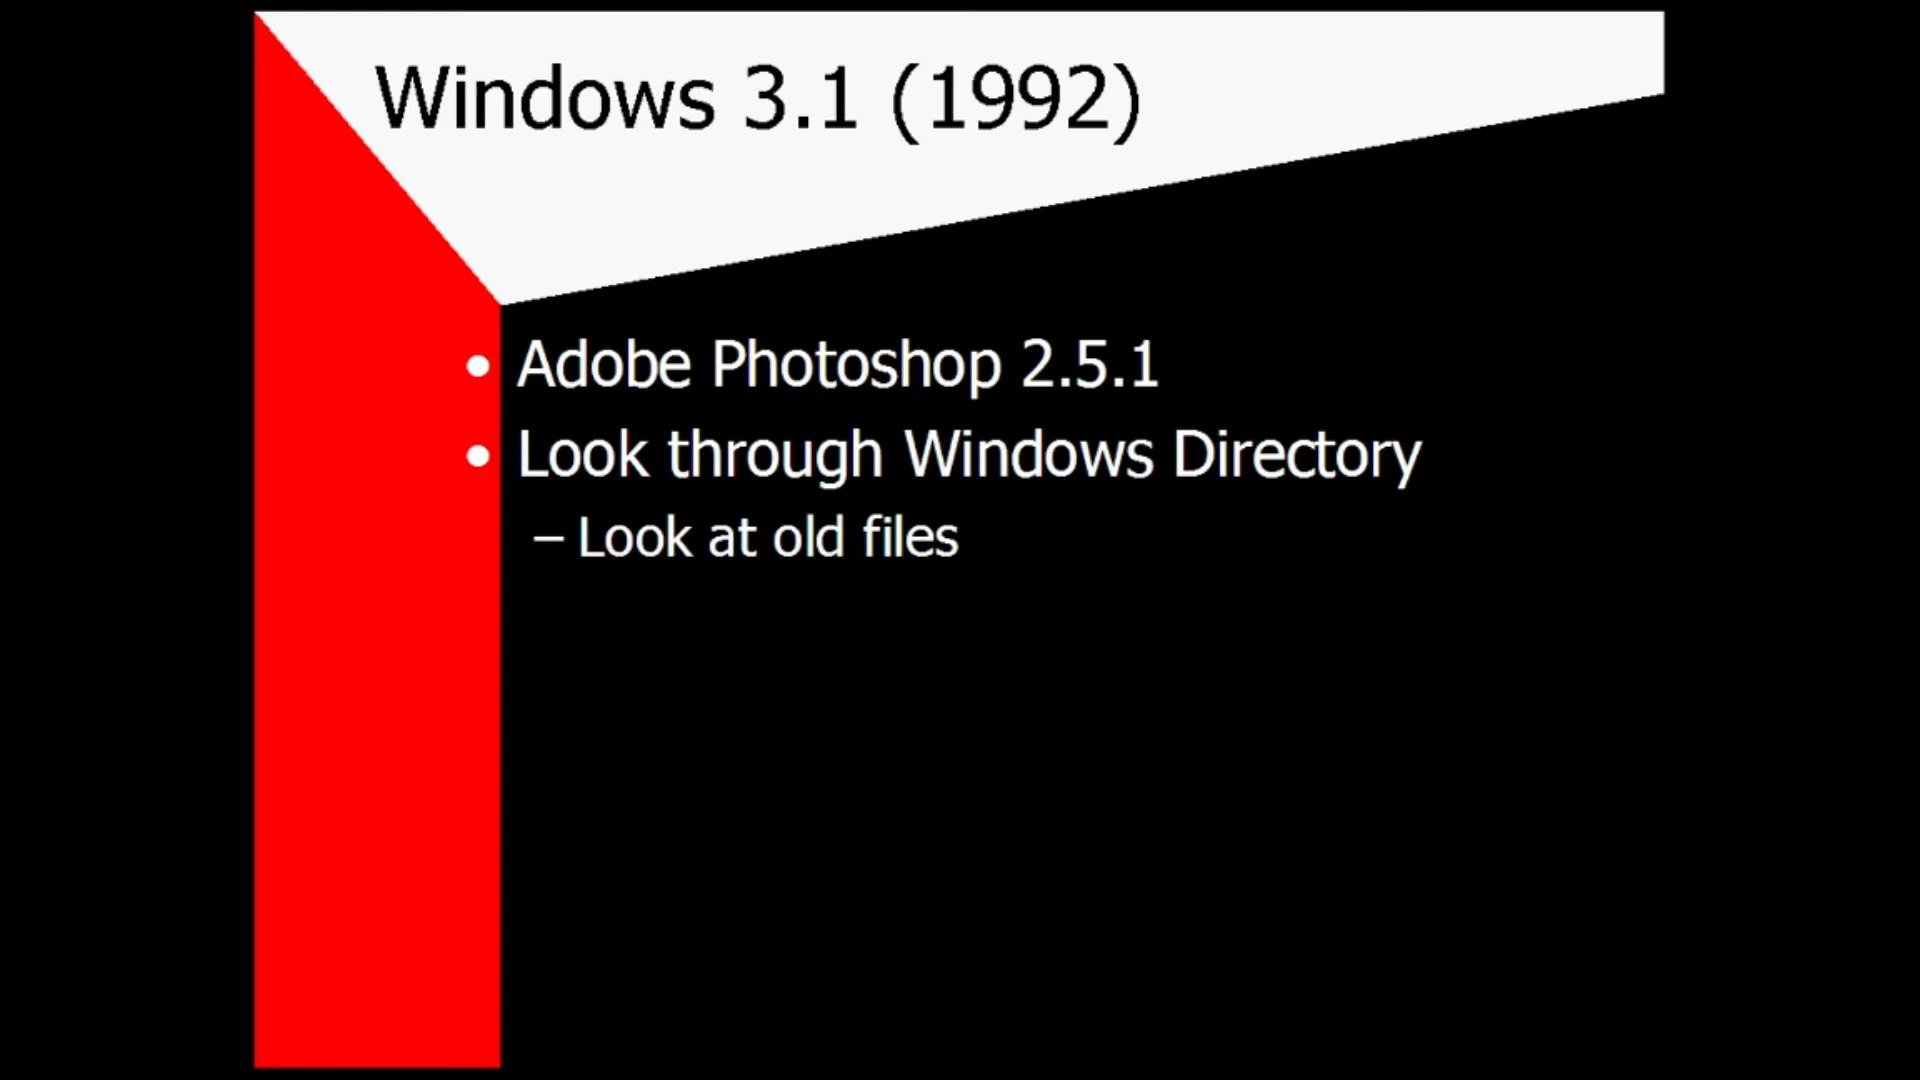 Windows 3.1 (1992)
• Adobe Photoshop 2.5.1
• Look through Windows Directory
– Look at old files